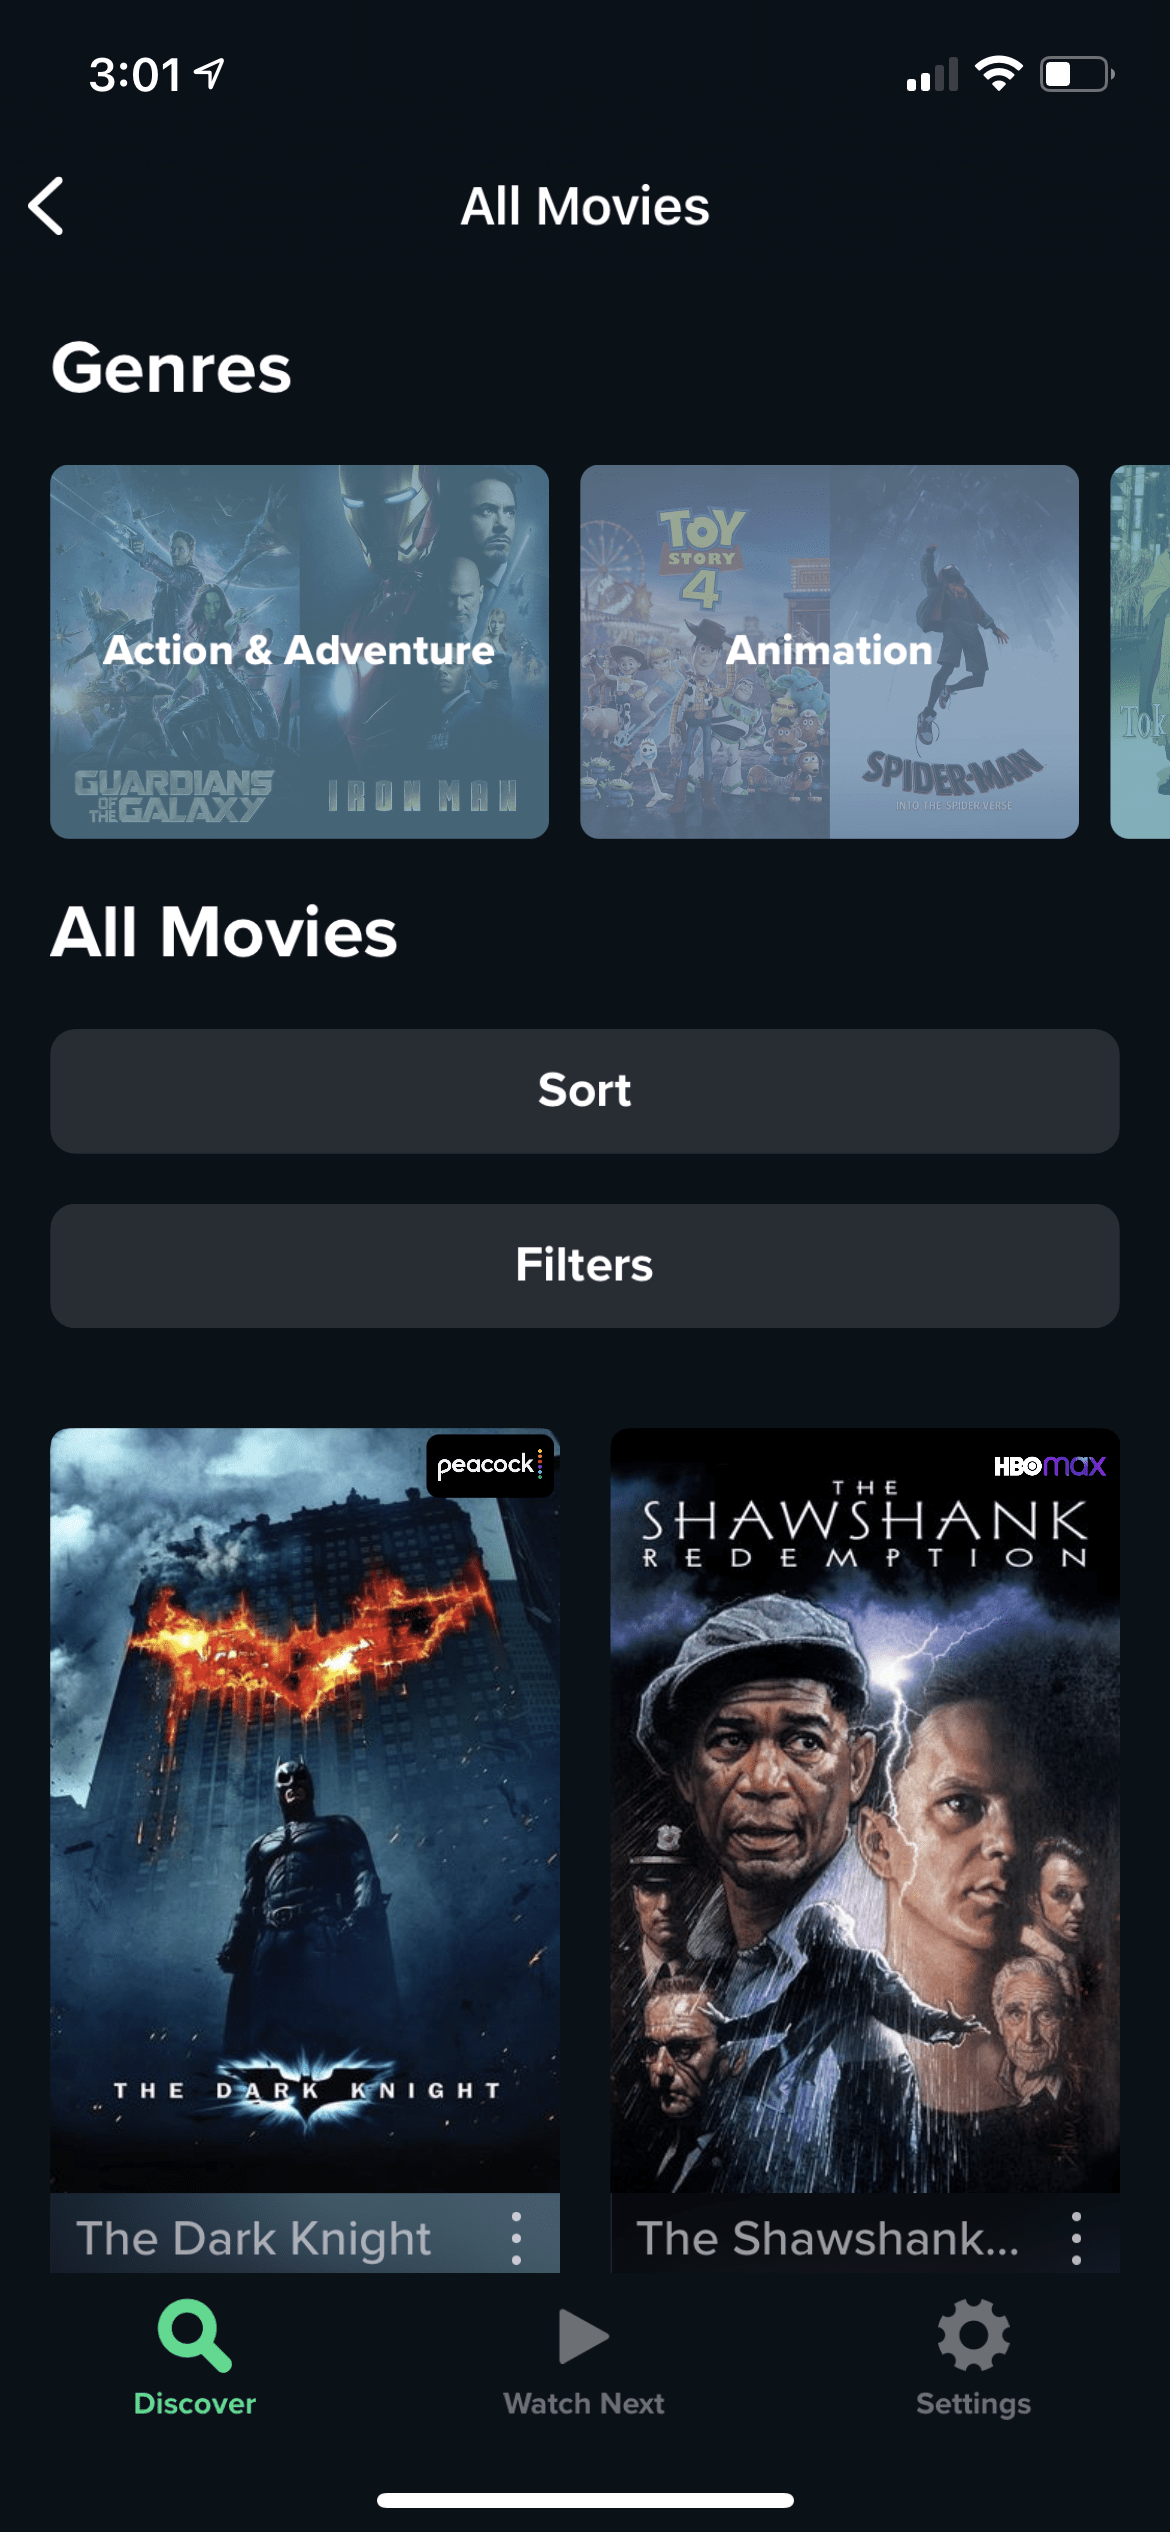 3:01
All Movies
Genres
Action & Adventure
GUARDIANS
OF
THE GALAXY
IRON MAN
TOY
STORY
4
Animation
SPIDER-MAN
INTO THE SPIDER VERSE
Tok
All Movies
Sort
Filters
peacock
THE DARK KNIGHT
The Dark Knight
HBOmax
THE
SHAWSHANK
REDEMPTION
The Shawshank...
Discover
Watch Next
Settings